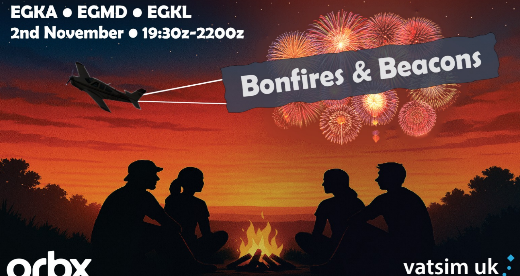 EGKA ● EGMD ● EGKL
2nd November ● 19:30z-2200z
Bonfires & Beacons
orbx
vatsim uk